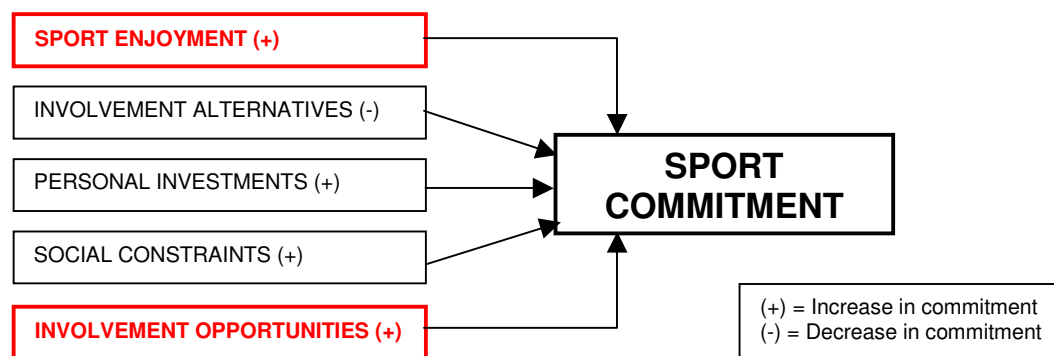 SPORT ENJOYMENT (+)
INVOLVEMENT ALTERNATIVES (-)
PERSONAL INVESTMENTS (+)
SOCIAL CONSTRAINTS (+)
INVOLVEMENT OPPORTUNITIES (+)
SPORT
COMMITMENT
(+) = Increase in commitment
(-) = Decrease in commitment